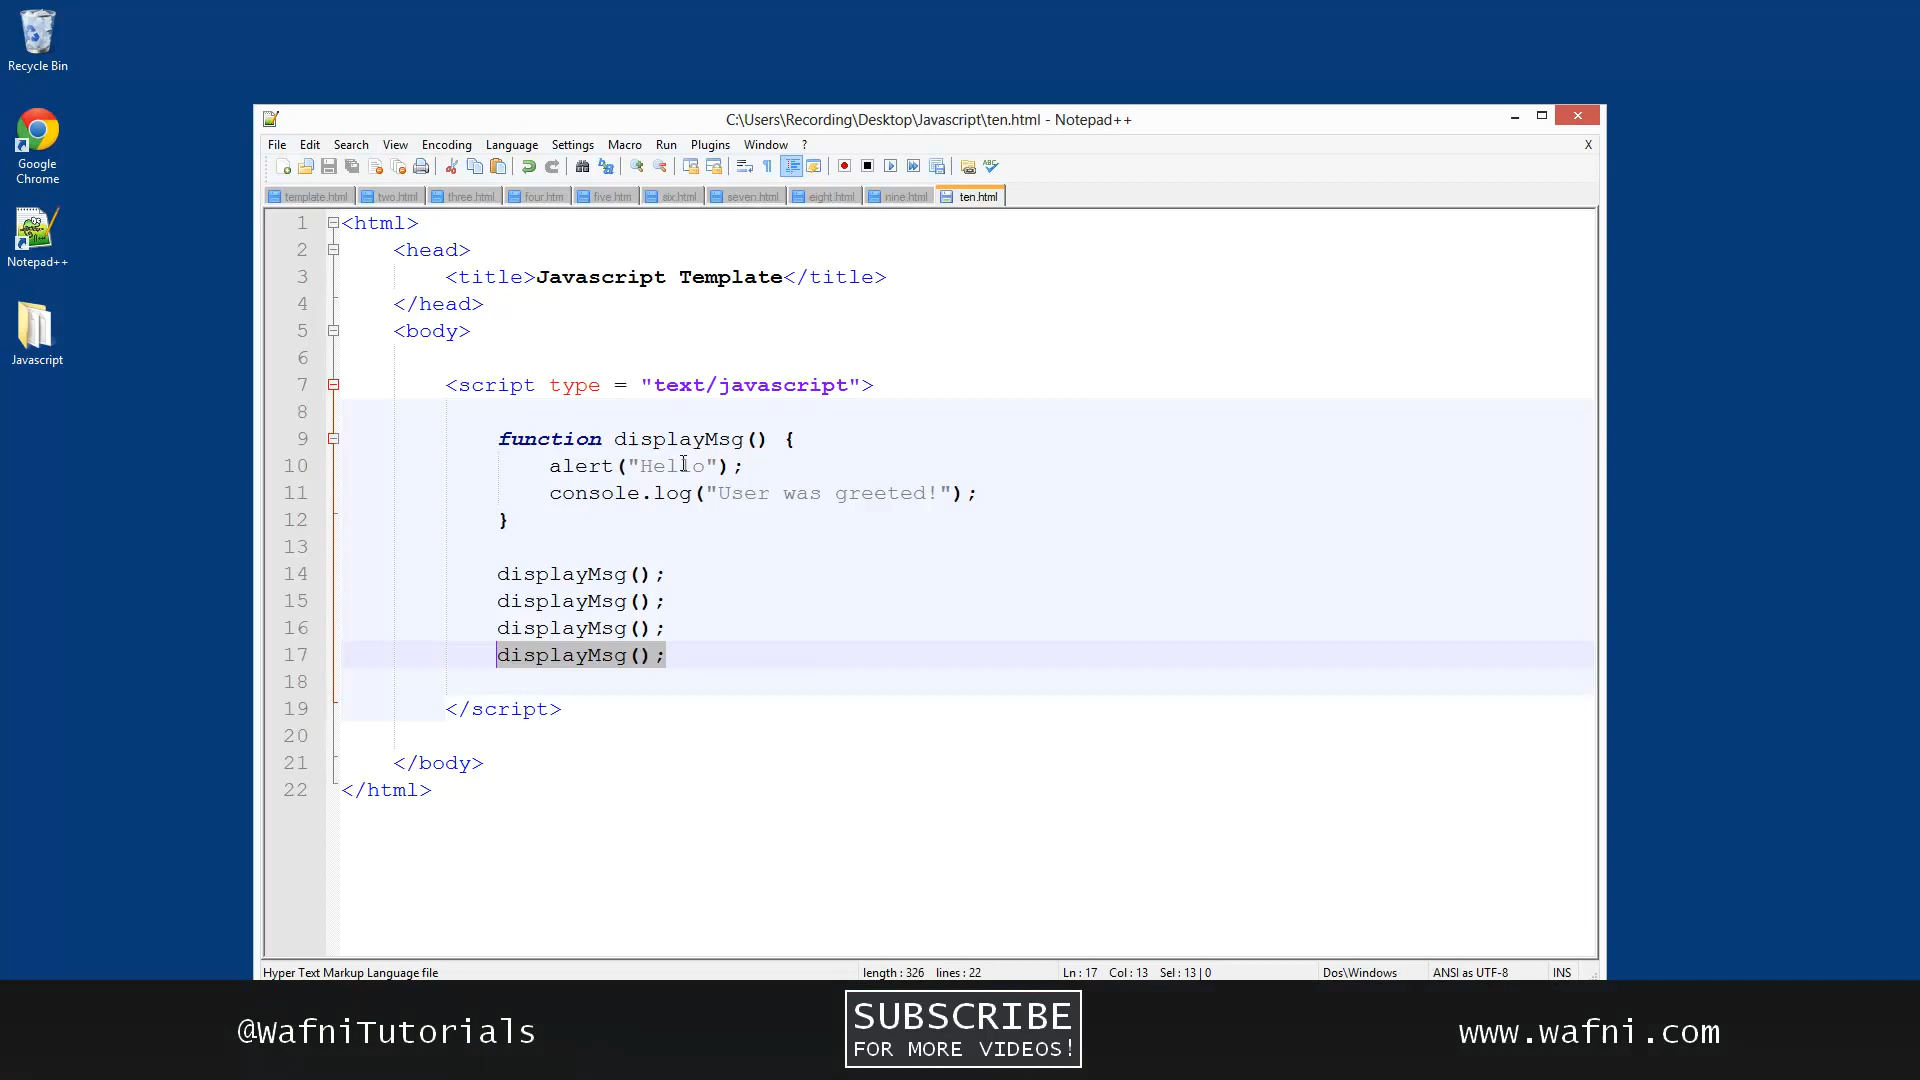 Recycle Bin
Google
Chrome
Notepad++
Javascript
C:\Users\Recording\Desktop\Javascript\ten.html - Notepad++
File Edit Search View Encoding Language Settings Macro Run Plugins Window ? X
template.html two.html three.html four.htm five.htm six.html seven.html eight.html nine.html ten.html
1 <html>
2 <head>
3 <title>Javascript Template</title>
4 </head>
5 <body>
6
7 <script type = "text/javascript">
8
9 function displayMsg() {
10 alert("Hello");
11 console.log("User was greeted!");
12 }
13
14 displayMsg();
15 displayMsg();
16 displayMsg();
17 displayMsg();
18
19 </script>
20
21 </body>
22 </html>
Hyper Text Markup Language file length : 326 lines : 22 Ln : 17 Col : 13 Sel : 13 | 0 Dos\Windows ANSI as UTF-8 INS
@WafniTutorials
SUBSCRIBE
FOR MORE VIDEOS!
www.wafni.com